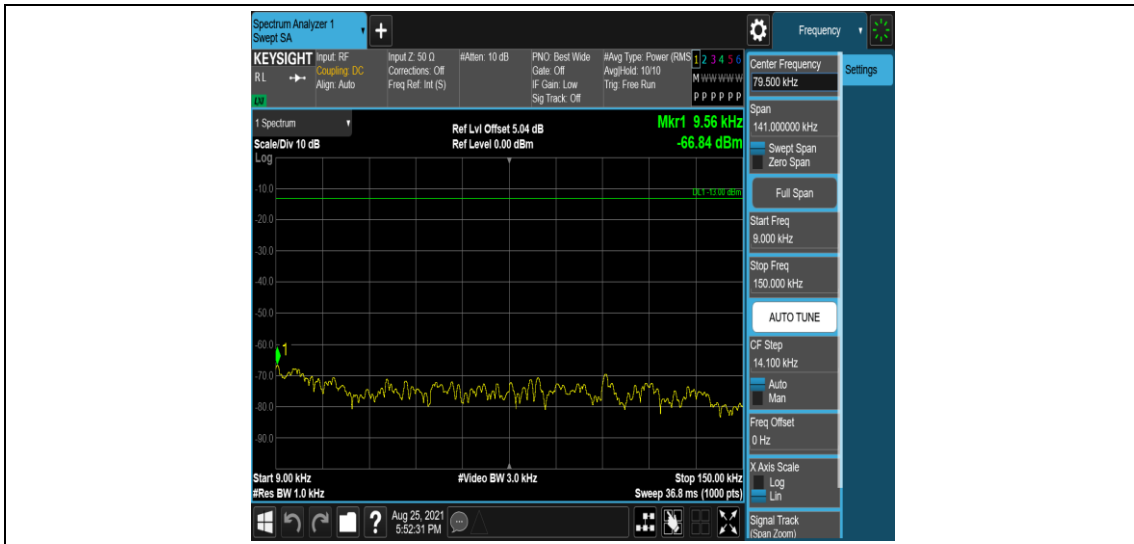 Spectrum Analyzer 1
Swept SA
Frequency
KEYSIGHT
RL
Input: RF
Coupling: DC
Align: Auto
Input Z: 50 Ω
Corrections: Off
Freq Ref: Int (S)
#Atten: 10 dB
PNO: Best Wide
Gate: Off
IF Gain: Low
Sig Track: Off
#Avg Type: Power (RMS
Avg|Hold: 10/10
Trig: Free Run
1 2 3 4 5 6
M W W W W W
P P P P P P
1 Spectrum
Scale/Div 10 dB
Log
Ref Lvl Offset 5.04 dB
Ref Level 0.00 dBm
Mkr1 9.56 kHz
-66.84 dBm
DL1 -13.00 dBm
-10.0
-20.0
-30.0
-40.0
-50.0
-60.0
1
-70.0
-80.0
-90.0
Start 9.00 kHz
#Res BW 1.0 kHz
#Video BW 3.0 kHz
Stop 150.00 kHz
Sweep 36.8 ms (1000 pts)
Aug 25, 2021
5:52:31 PM
Center Frequency
79.500 kHz
Settings
Span
141.000000 kHz
Swept Span
Zero Span
Full Span
Start Freq
9.000 kHz
Stop Freq
150.000 kHz
AUTO TUNE
CF Step
14.100 kHz
Auto
Man
Freq Offset
0 Hz
X Axis Scale
Log
Lin
Signal Track
(Span Zoom)